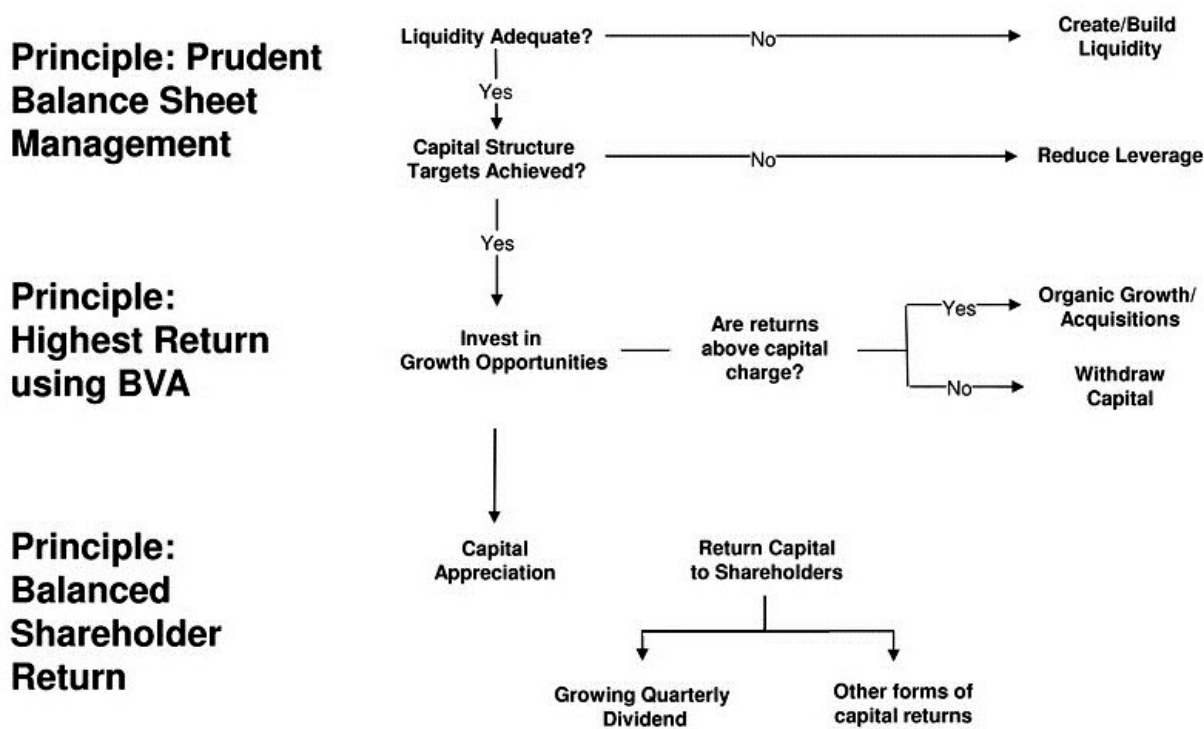 Principle: Prudent
Balance Sheet
Management
Liquidity Adequate?
No
Create/Build
Liquidity
Yes
Capital Structure
Targets Achieved?
No
Reduce Leverage
Yes
Principle:
Highest Return
using BVA
Invest in
Growth Opportunities
Are returns
above capital
charge?
Yes
Organic Growth/
Acquisitions
No
Withdraw
Capital
Principle:
Balanced
Shareholder
Return
Capital
Appreciation
Return Capital
to Shareholders
Growing Quarterly
Dividend
Other forms of
capital returns